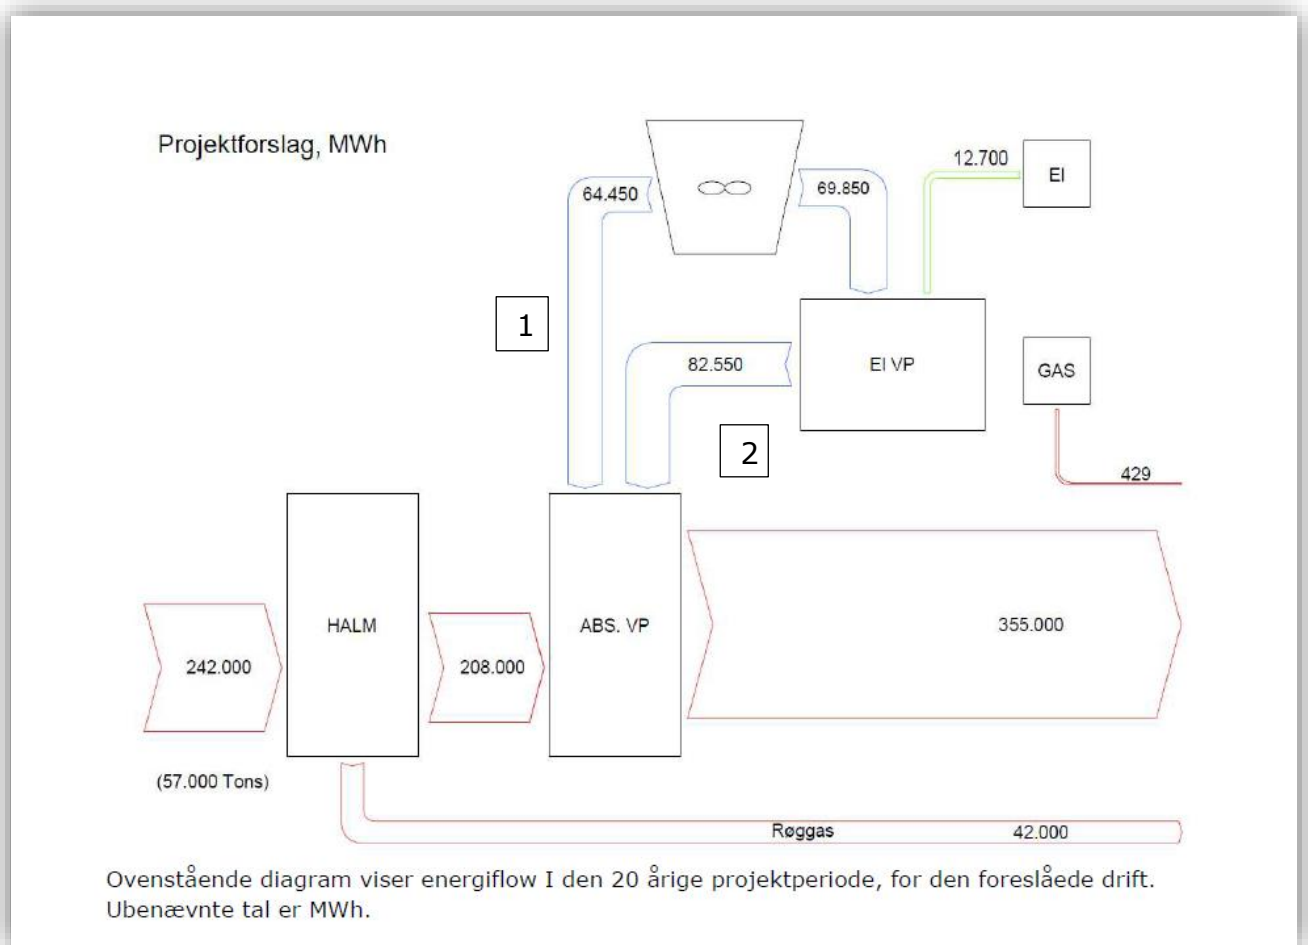 Projektforslag, MWh
64.450
69.850
12.700
El
1
82.550
El VP
GAS
2
429
HALM
ABS. VP
355.000
242.000
208.000
(57.000 Tons)
Røggas
42.000
Ovenstående diagram viser energiflow I den 20 årige projektperiode, for den foreslåede drift.
Ubenævnte tal er MWh.